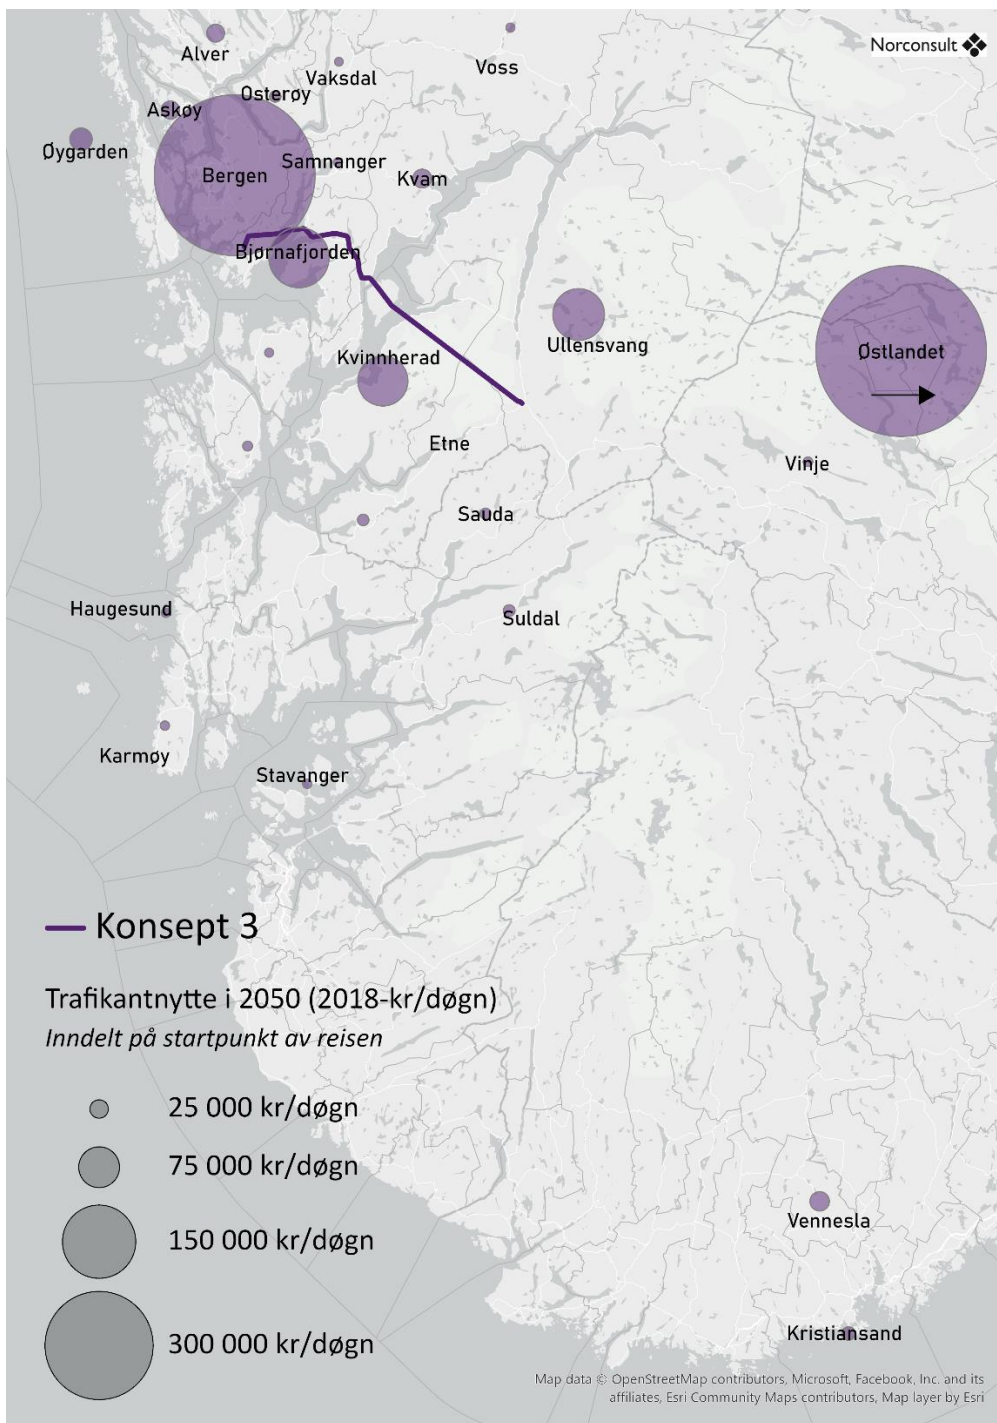 Norconsult
Alver
Voss
Vaksdal
Osterøy
Askøy
Øygarden
Samnanger
Bergen
Kvam
Bjørnafjorden
Ullensvang
Østlandet
Kvinnherad
Etne
Vinje
Sauda
Haugesund
Suldal
Karmøy
Stavanger
Konsept 3
Trafikantnytte i 2050 (2018-kr/døgn)
Inndelt på startpunkt av reisen
25 000 kr/døgn
75 000 kr/døgn
150 000 kr/døgn
300 000 kr/døgn
Vennesla
Kristiansand
Map data © OpenStreetMap contributors, Microsoft, Facebook, Inc. and its
affiliates, Esri Community Maps contributors, Map layer by Esri